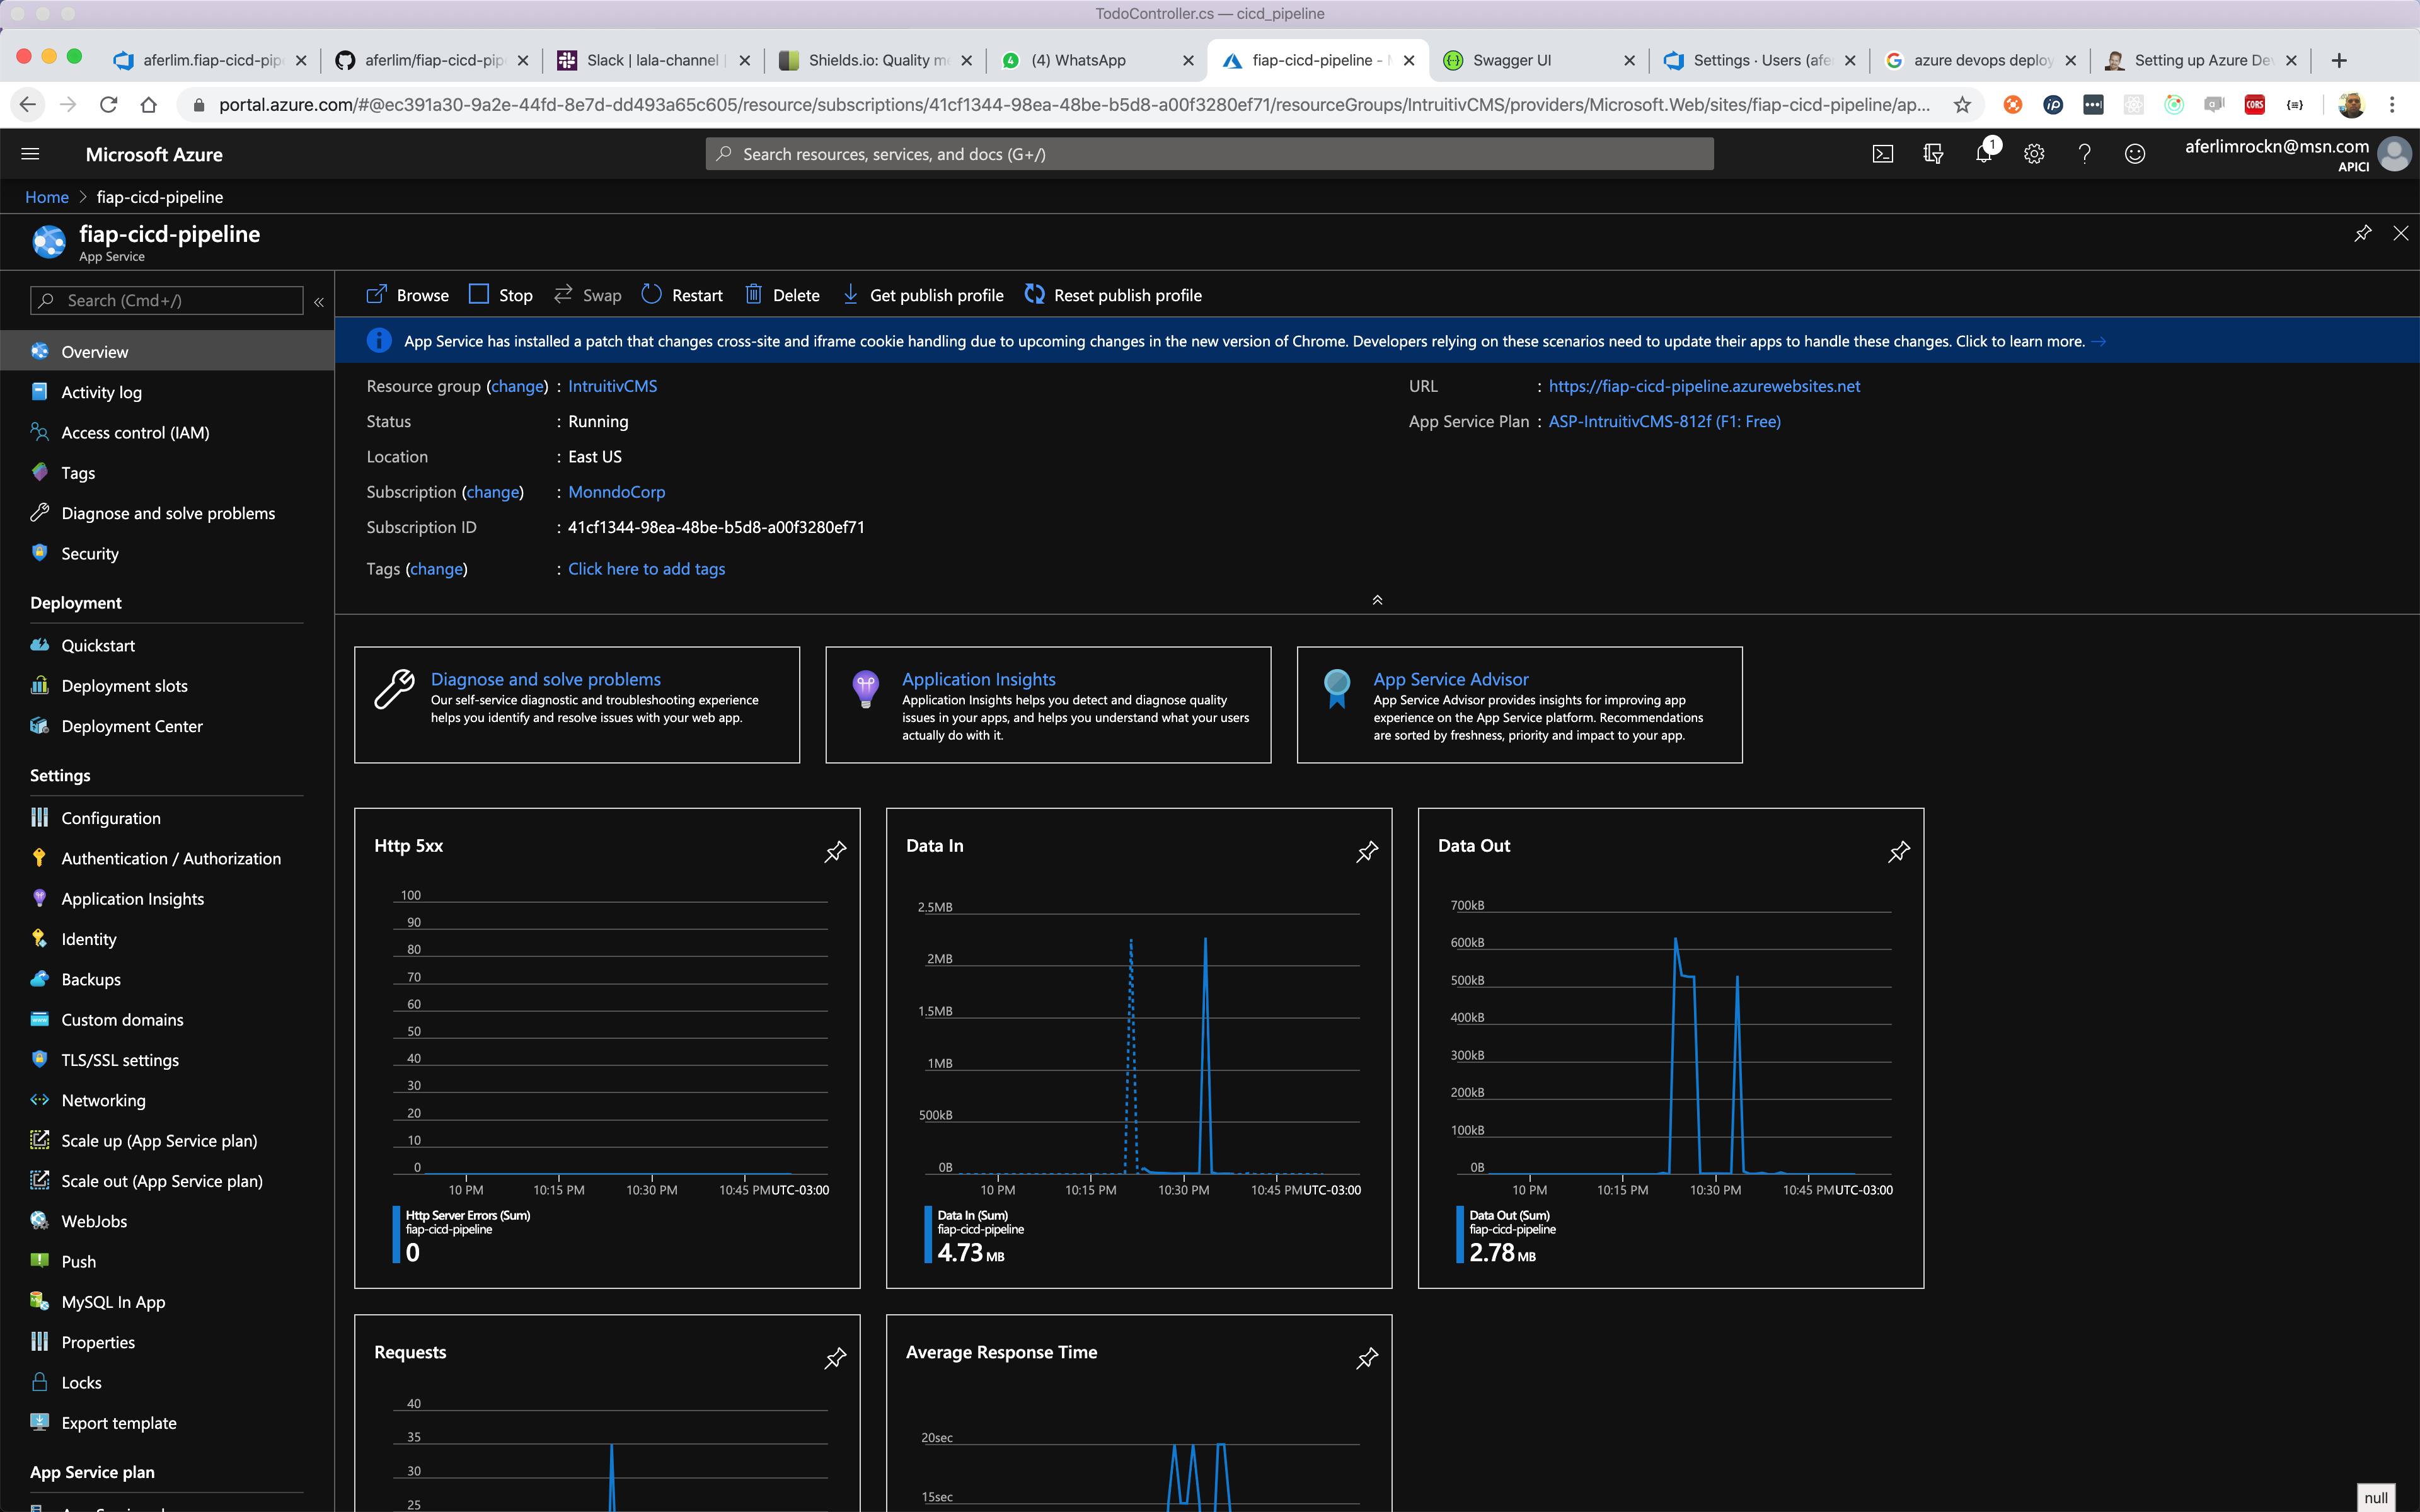 TodoController.cs — cicd_pipeline
aferlim.fiap-cicd-pip
aferlim/fiap-cicd-pip
Slack | lala-channel
Shields.io: Quality m
(4) WhatsApp
fiap-cicd-pipeline -
Swagger UI
Settings · Users (afe
azure devops deploy
Setting up Azure De
portal.azure.com/#@ec391a30-9a2e-44fd-8e7d-dd493a65c605/resource/subscriptions/41cf1344-98ea-48be-b5d8-a00f3280ef71/resourceGroups/IntruitivCMS/providers/Microsoft.Web/sites/fiap-cicd-pipeline/ap...
CORS
Microsoft Azure
Search resources, services, and docs (G+/)
1
aferlimrockn@msn.com
APICI
Home > fiap-cicd-pipeline
fiap-cicd-pipeline
App Service
Search (Cmd+/)
«
Browse
Stop
Swap
Restart
Delete
Get publish profile
Reset publish profile
App Service has installed a patch that changes cross-site and iframe cookie handling due to upcoming changes in the new version of Chrome. Developers relying on these scenarios need to update their apps to handle these changes. Click to learn more. →
Overview
Activity log
Access control (IAM)
Tags
Diagnose and solve problems
Security
Deployment
Quickstart
Deployment slots
Deployment Center
Settings
Configuration
Authentication / Authorization
Application Insights
Identity
Backups
Custom domains
TLS/SSL settings
Networking
Scale up (App Service plan)
Scale out (App Service plan)
WebJobs
Push
MySQL In App
Properties
Locks
Export template
App Service plan
Resource group (change) : IntruitivCMS
Status : Running
Location : East US
Subscription (change) : MonndoCorp
Subscription ID : 41cf1344-98ea-48be-b5d8-a00f3280ef71
Tags (change) : Click here to add tags
URL : https://fiap-cicd-pipeline.azurewebsites.net
App Service Plan : ASP-IntruitivCMS-812f (F1: Free)
Diagnose and solve problems
Our self-service diagnostic and troubleshooting experience
helps you identify and resolve issues with your web app.
Application Insights
Application Insights helps you detect and diagnose quality
issues in your apps, and helps you understand what your users
actually do with it.
App Service Advisor
App Service Advisor provides insights for improving app
experience on the App Service platform. Recommendations
are sorted by freshness, priority and impact to your app.
Http 5xx
100
90
80
70
60
50
40
30
20
10
0
10 PM 10:15 PM 10:30 PM 10:45 PM UTC-03:00
Http Server Errors (Sum)
fiap-cicd-pipeline
0
Data In
2.5MB
2MB
1.5MB
1MB
500kB
0B
10 PM 10:15 PM 10:30 PM 10:45 PM UTC-03:00
Data In (Sum)
fiap-cicd-pipeline
4.73 MB
Data Out
700kB
600kB
500kB
400kB
300kB
200kB
100kB
0B
10 PM 10:15 PM 10:30 PM 10:45 PM UTC-03:00
Data Out (Sum)
fiap-cicd-pipeline
2.78 MB
Requests
40
35
30
25
Average Response Time
20sec
15sec
null